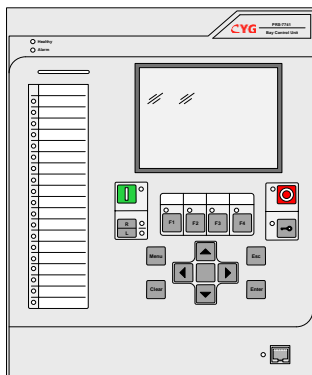 CYG
PRS-7741
Bay Control Unit
Healthy
Alarm
F1 F2 F3 F4
R
L
Menu
Esc
Clear
Enter